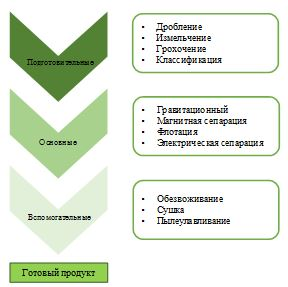 Подготовительные
• Дробление
• Измельчение
• Грохочение
• Классификация
Основные
• Гравитационный
• Магнитная сепарация
• Флотация
• Электрическая сепарация
Вспомогательные
• Обезвоживание
• Сушка
• Пылеулавливание
Готовый продукт